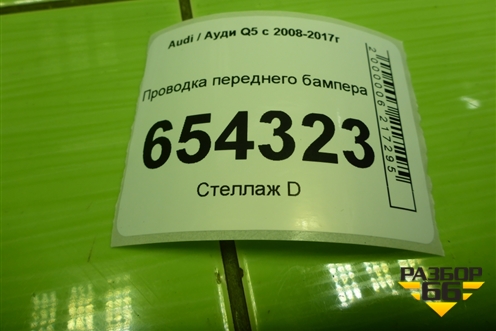 Audi / Ауди Q5 с 2008-2017г
Проводка переднего бампера
654323
Стеллаж D
2000006217295
РАЗБОР
66